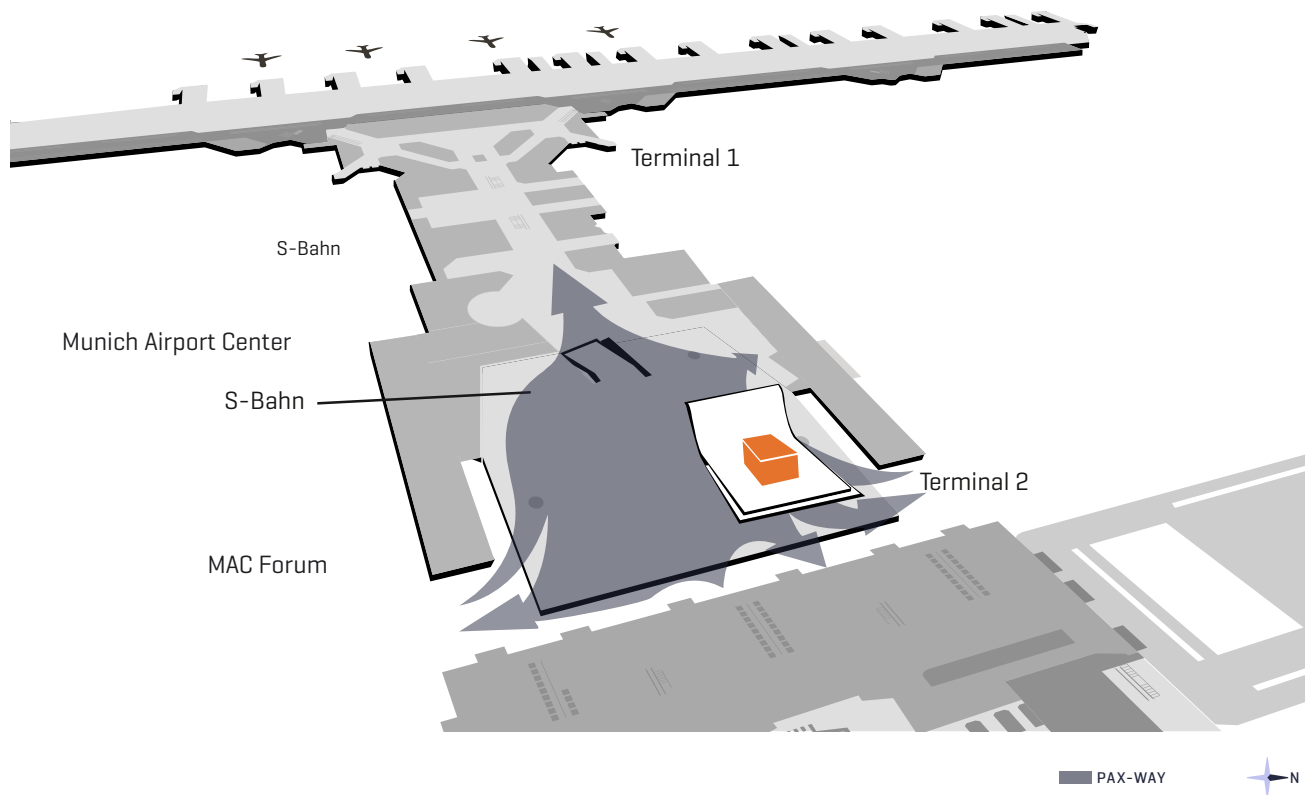 Terminal 1
S-Bahn
Munich Airport Center
S-Bahn
Terminal 2
MAC Forum
PAX-WAY
N